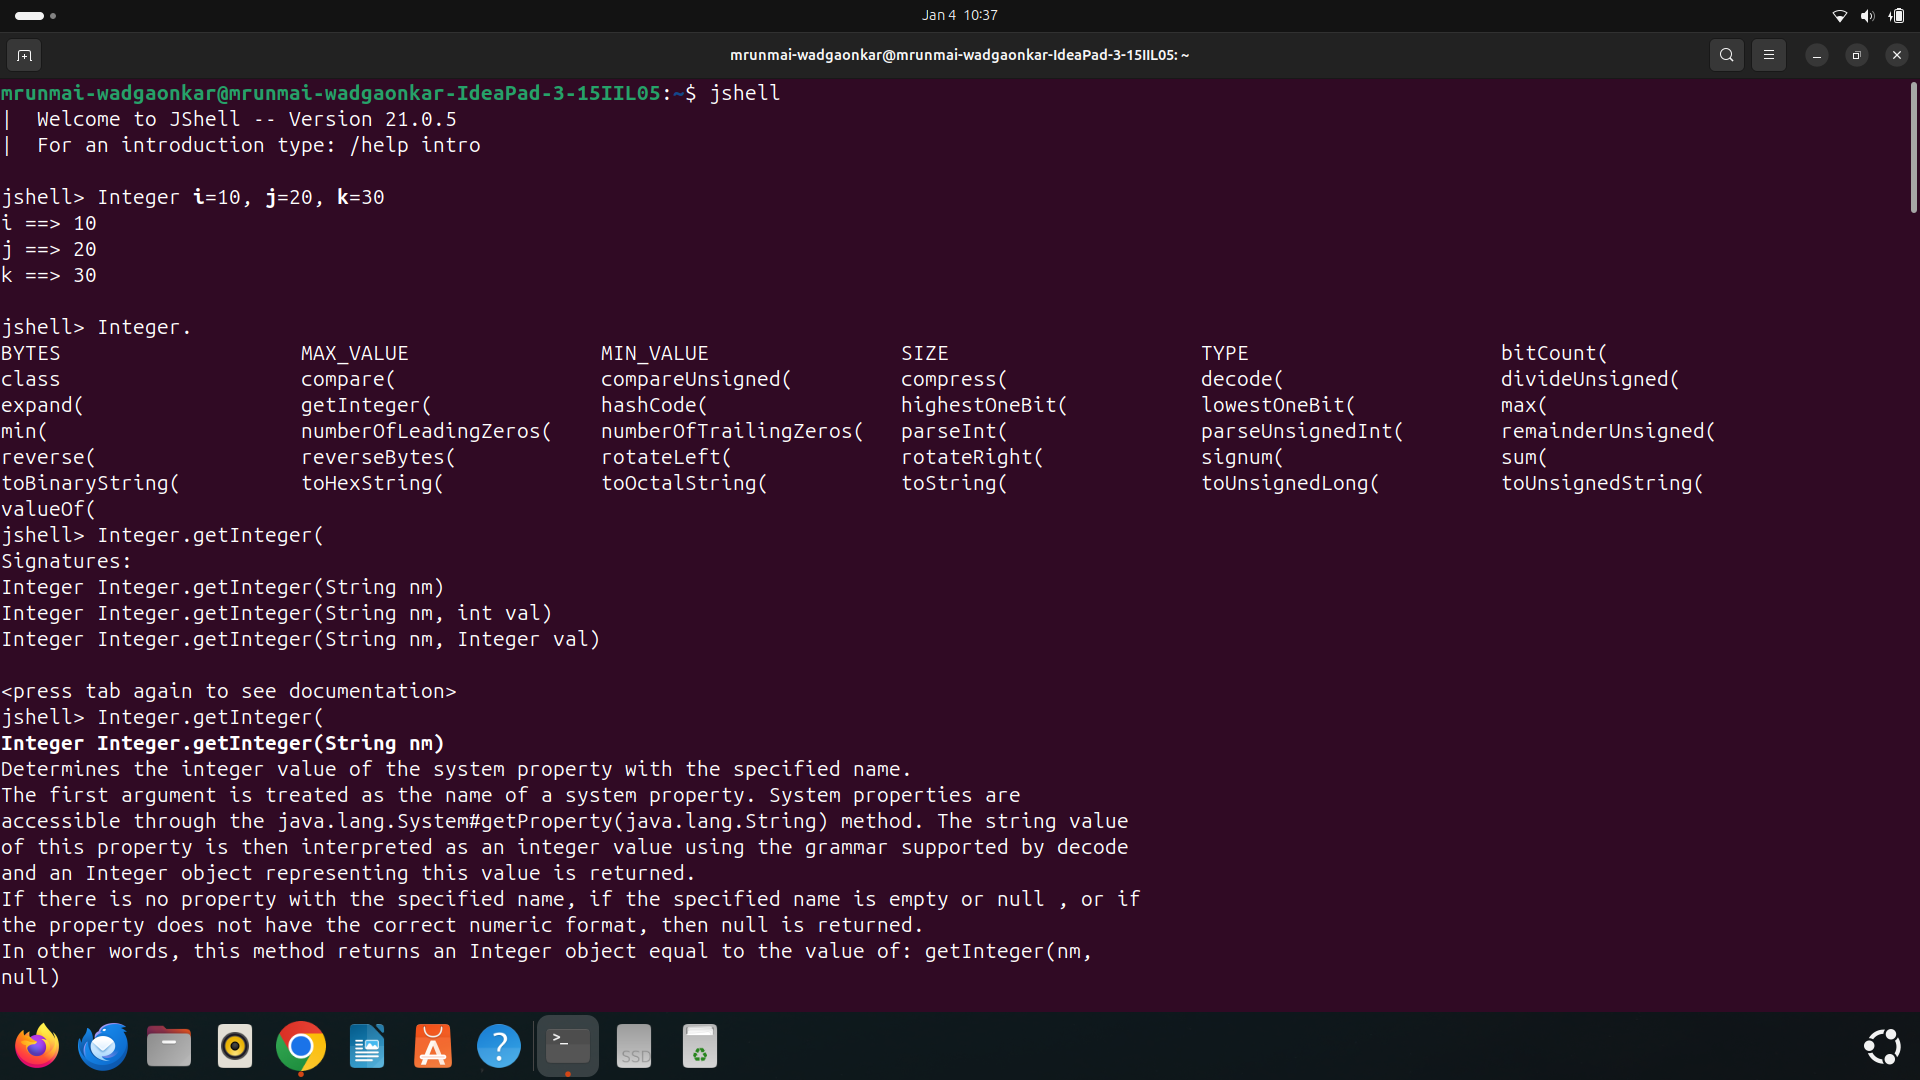 Jan 4 10:37
mrunmai-wadgaonkar@mrunmai-wadgaonkar-IdeaPad-3-15IIL05: ~
mrunmai-wadgaonkar@mrunmai-wadgaonkar-IdeaPad-3-15IIL05:~$ jshell
|  Welcome to JShell -- Version 21.0.5
|  For an introduction type: /help intro
jshell> Integer i=10, j=20, k=30
i ==> 10
j ==> 20
k ==> 30
jshell> Integer.
BYTES MAX_VALUE MIN_VALUE SIZE TYPE bitCount(
class compare( compareUnsigned( compress( decode( divideUnsigned(
expand( getInteger( hashCode( highestOneBit( lowestOneBit( max(
min( numberOfLeadingZeros( numberOfTrailingZeros( parseInt( parseUnsignedInt( remainderUnsigned(
reverse( reverseBytes( rotateLeft( rotateRight( signum( sum(
toBinaryString( toHexString( toOctalString( toString( toUnsignedLong( toUnsignedString(
valueOf(
jshell> Integer.getInteger(
Signatures:
Integer Integer.getInteger(String nm)
Integer Integer.getInteger(String nm, int val)
Integer Integer.getInteger(String nm, Integer val)
<press tab again to see documentation>
jshell> Integer.getInteger(
Integer Integer.getInteger(String nm)
Determines the integer value of the system property with the specified name.
The first argument is treated as the name of a system property. System properties are
accessible through the java.lang.System#getProperty(java.lang.String) method. The string value
of this property is then interpreted as an integer value using the grammar supported by decode
and an Integer object representing this value is returned.
If there is no property with the specified name, if the specified name is empty or null , or if
the property does not have the correct numeric format, then null is returned.
In other words, this method returns an Integer object equal to the value of: getInteger(nm,
null)
SSD